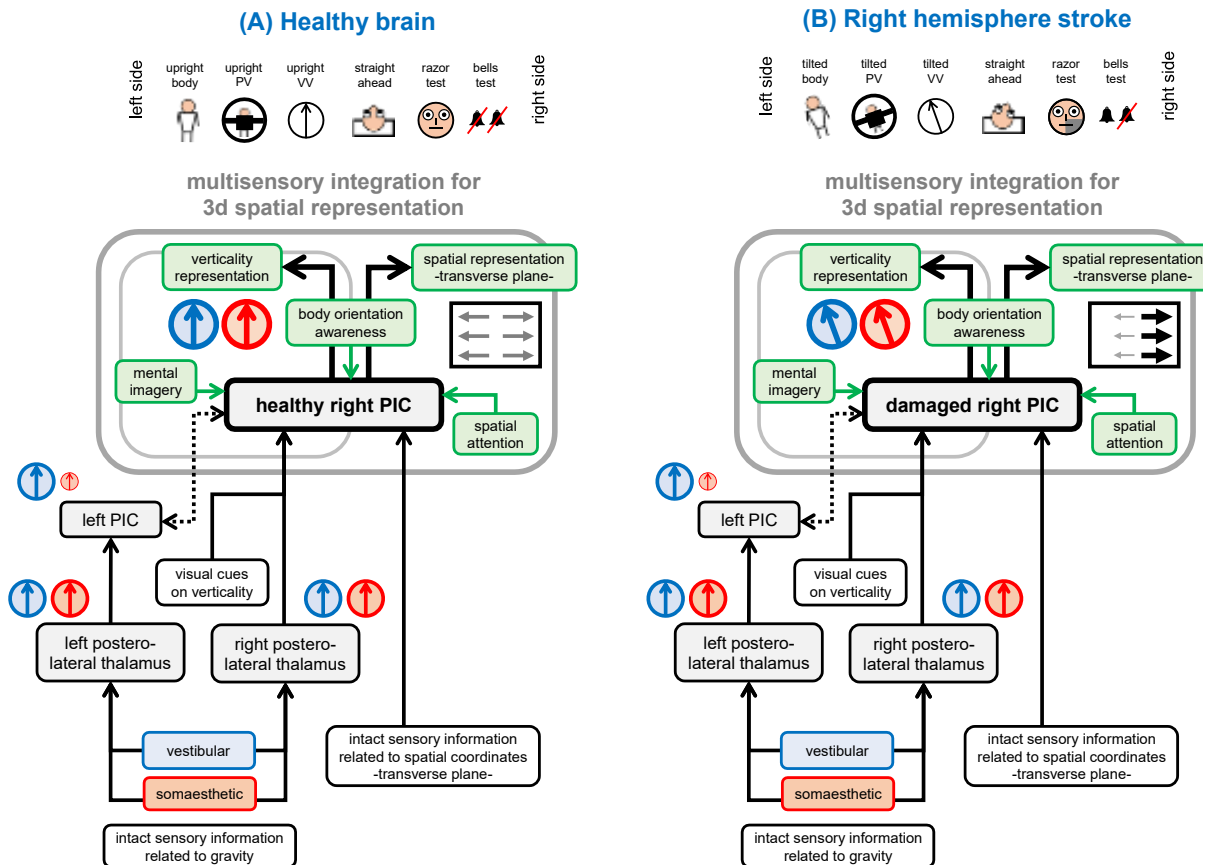 (A) Healthy brain
left side
upright
body
upright
PV
upright
VV
straight
ahead
razor
test
bells
test
right side
multisensory integration for
3d spatial representation
verticality
representation
spatial representation
-transverse plane-
body orientation
awareness
mental
imagery
healthy right PIC
spatial
attention
left PIC
visual cues
on verticality
left postero-
lateral thalamus
right postero-
lateral thalamus
vestibular
somaesthetic
intact sensory information
related to spatial coordinates
-transverse plane-
intact sensory information
related to gravity
(B) Right hemisphere stroke
left side
tilted
body
tilted
PV
tilted
VV
straight
ahead
razor
test
bells
test
right side
multisensory integration for
3d spatial representation
verticality
representation
spatial representation
-transverse plane-
body orientation
awareness
mental
imagery
damaged right PIC
spatial
attention
left PIC
visual cues
on verticality
left postero-
lateral thalamus
right postero-
lateral thalamus
vestibular
somaesthetic
intact sensory information
related to spatial coordinates
-transverse plane-
intact sensory information
related to gravity